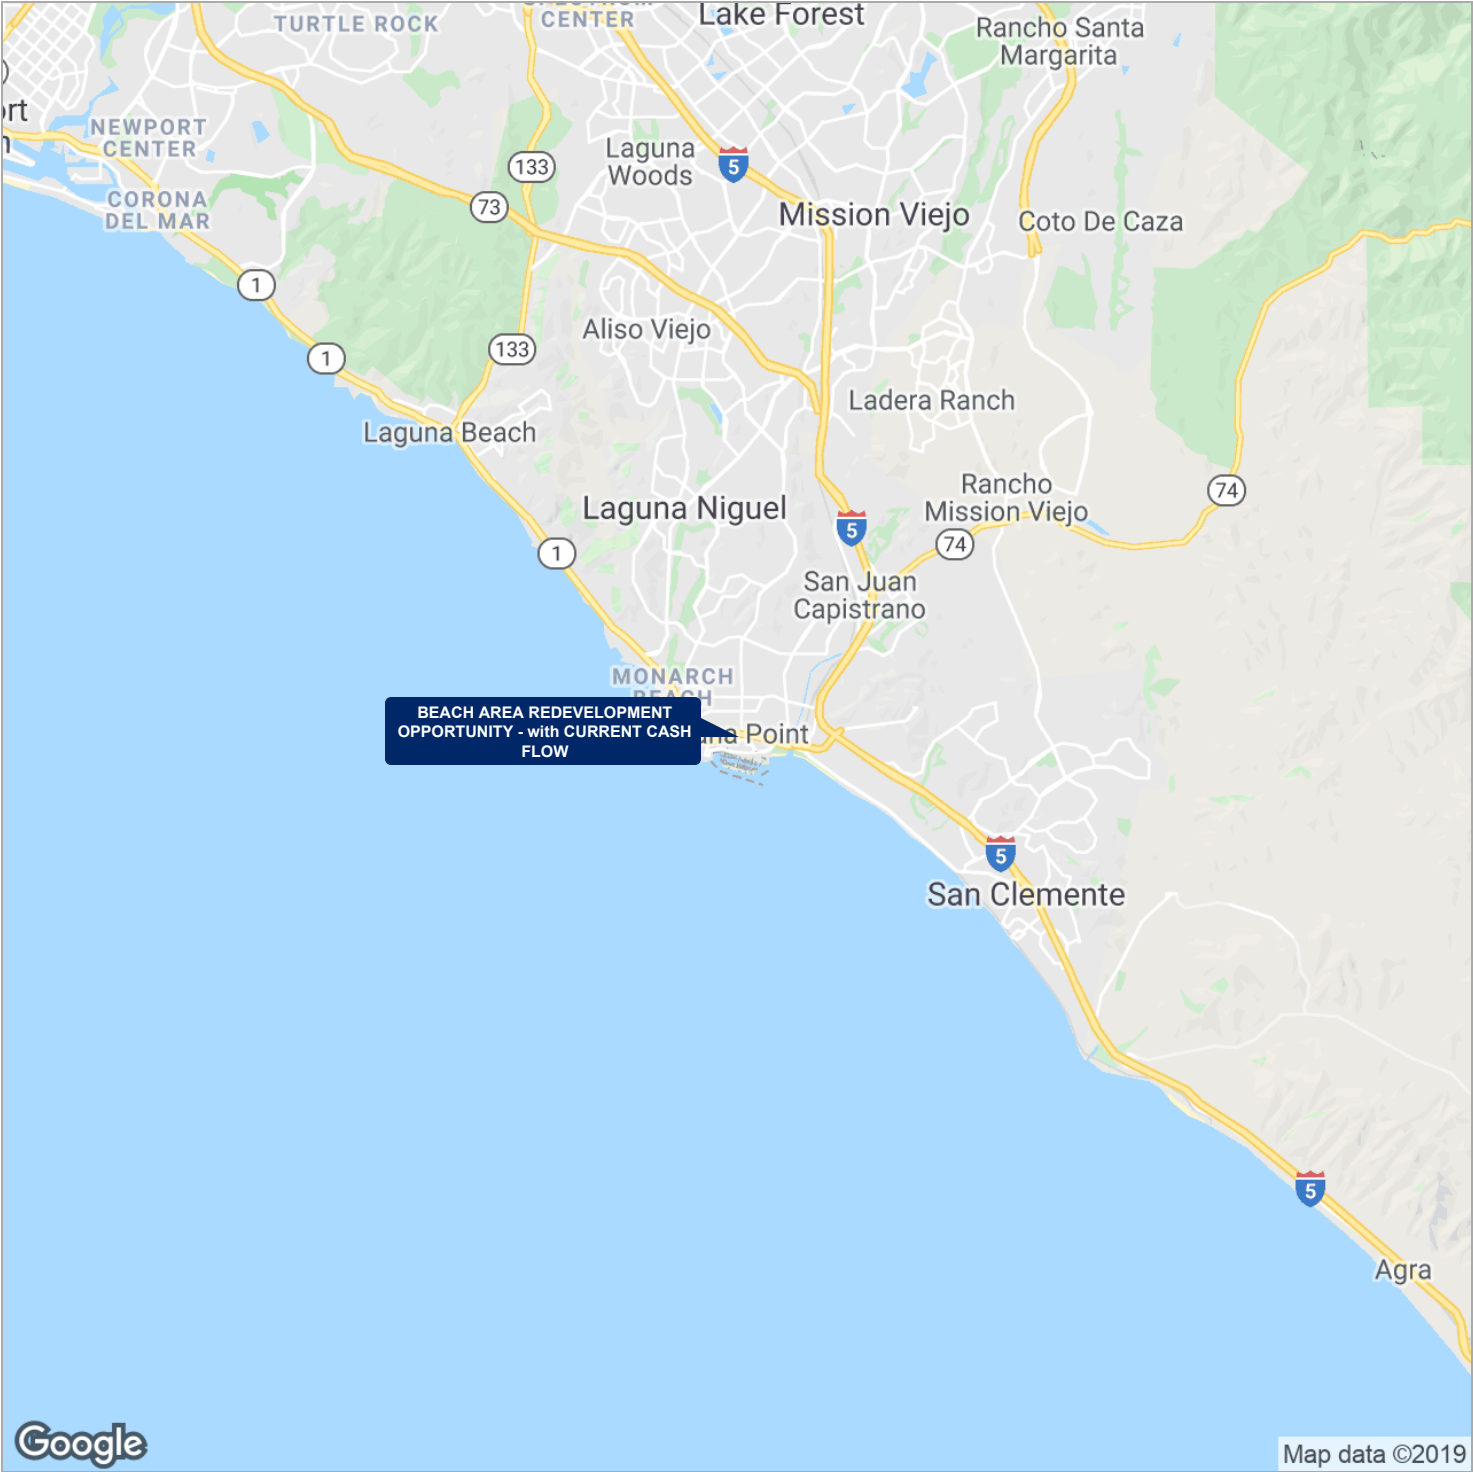 TURTLE ROCK
CENTER
Lake Forest
Rancho Santa
Margarita
NEWPORT
CENTER
Laguna
Woods
133
5
CORONA
DEL MAR
73
Mission Viejo
Coto De Caza
1
Aliso Viejo
133
1
Ladera Ranch
Laguna Beach
Rancho
Mission Viejo
74
Laguna Niguel
5
74
1
San Juan
Capistrano
MONARCH
BEACH
BEACH AREA REDEVELOPMENT
OPPORTUNITY - with CURRENT CASH
FLOW
Point
5
San Clemente
5
Agra
Google
Map data ©2019